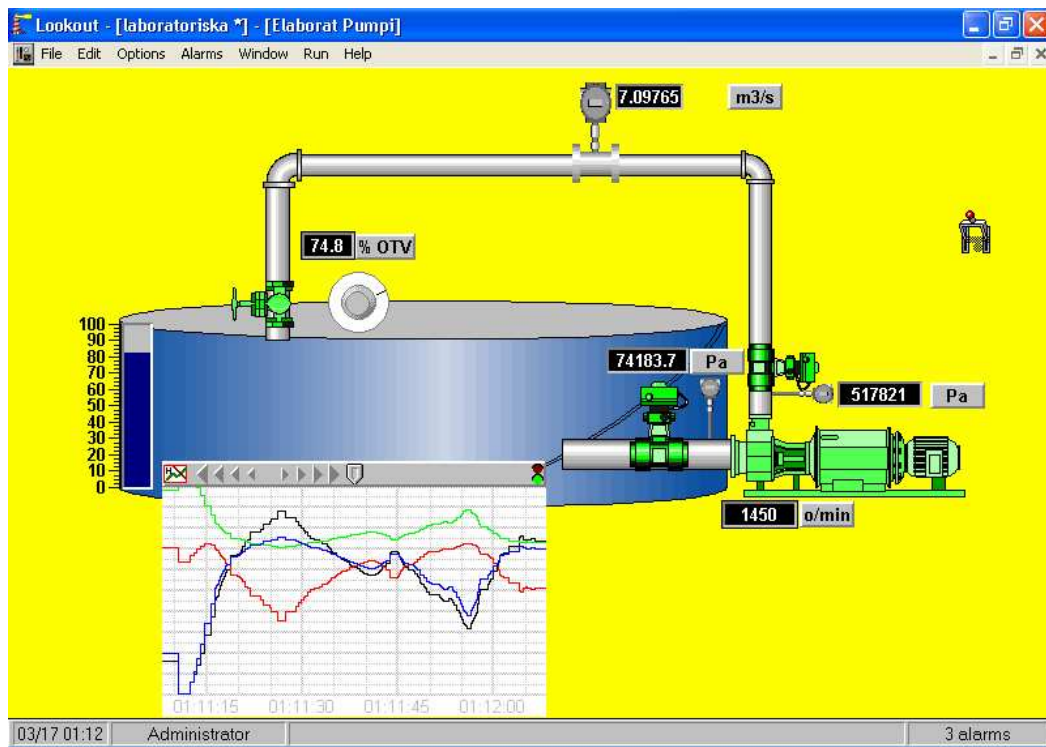 Lookout - [laboratoriska *] - [Elaborat Pumpi]
File Edit Options Alarms Window Run Help
7.09765 m3/s
74.8 % OTV
100
90
80
70
60
50
40
30
20
10
0
74183.7 Pa
517821 Pa
1450 o/min
01:11:15 01:11:30 01:11:45 01:12:00
03/17 01:12 Administrator 3 alarms